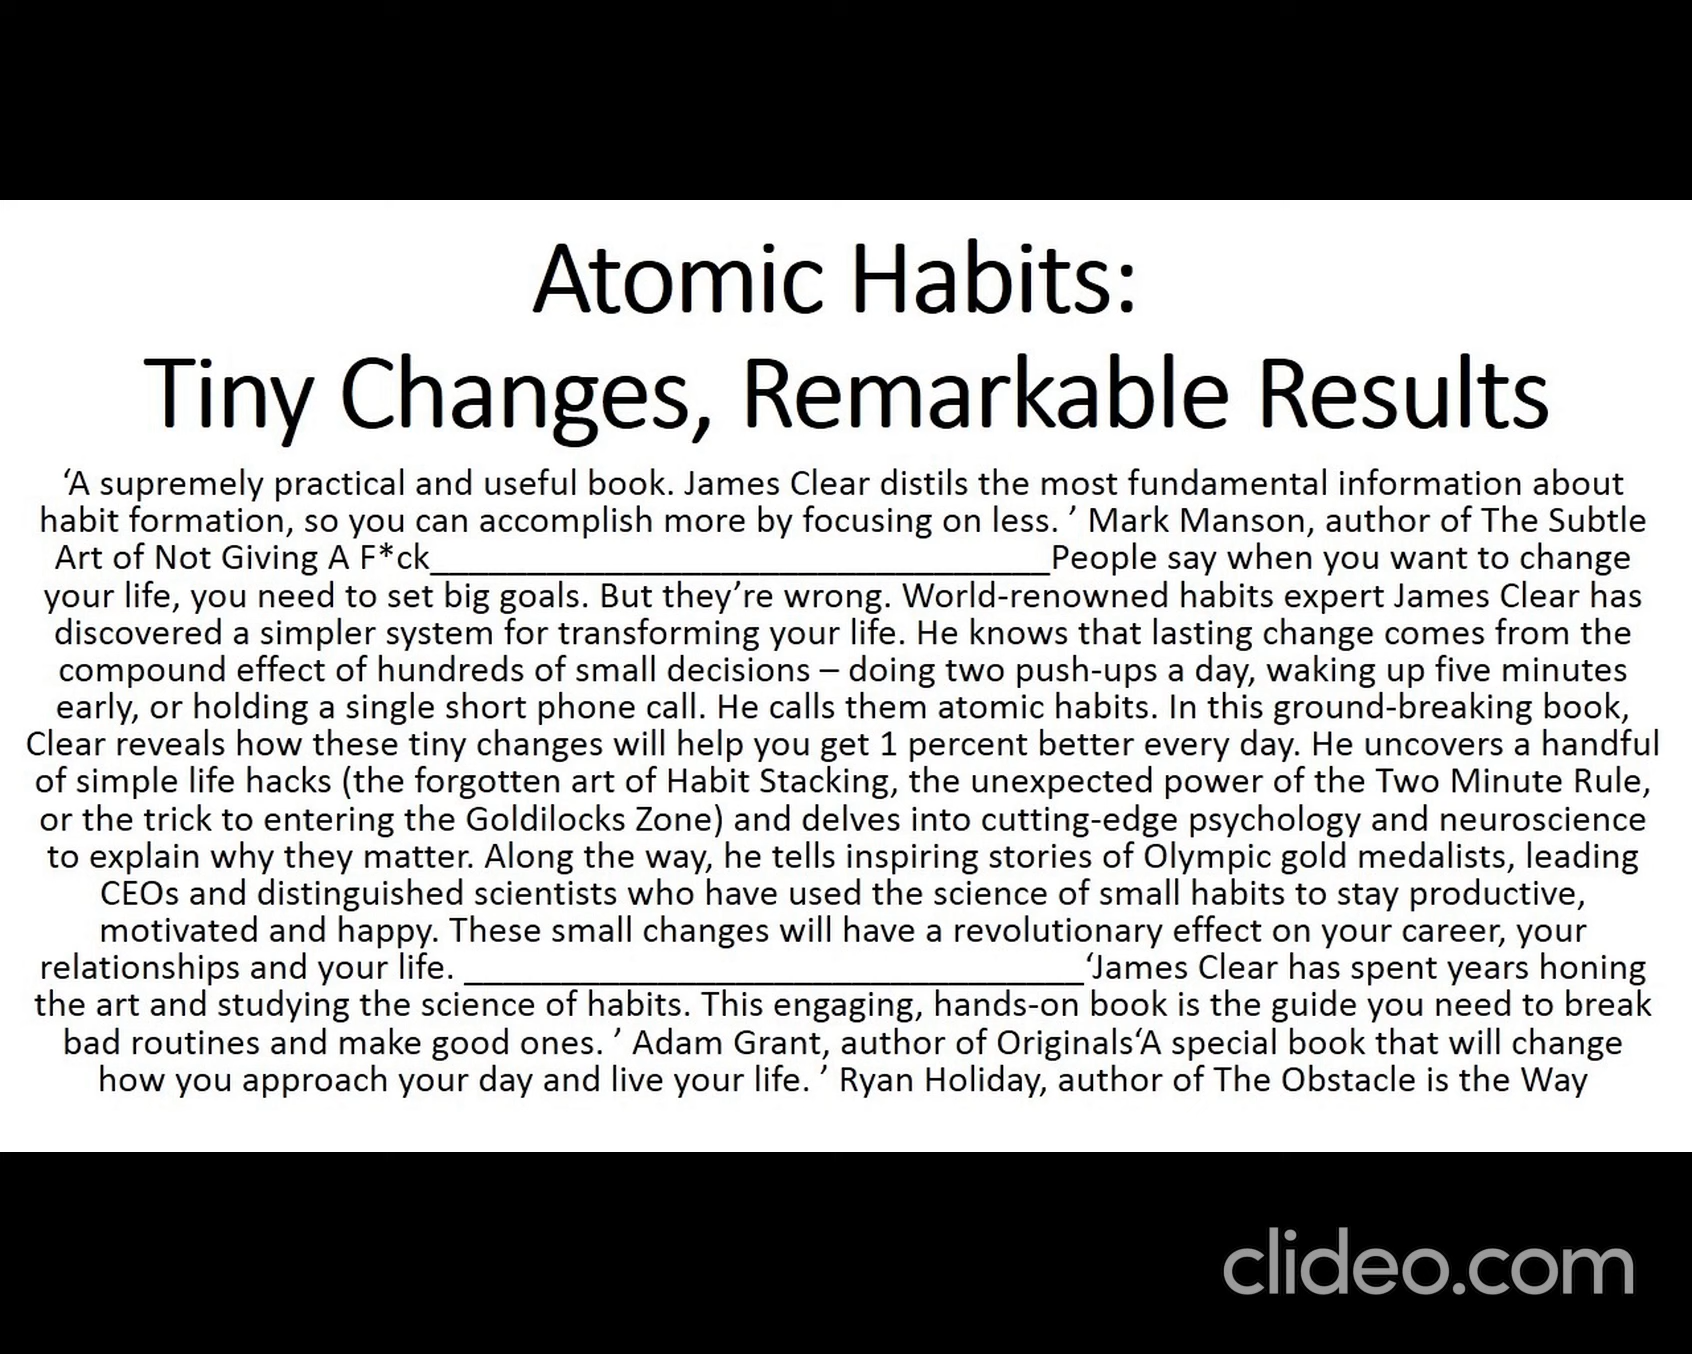 Atomic Habits:
Tiny Changes, Remarkable Results
‘A supremely practical and useful book. James Clear distils the most fundamental information about
habit formation, so you can accomplish more by focusing on less. ’ Mark Manson, author of The Subtle
Art of Not Giving A F*ck________________________________People say when you want to change
your life, you need to set big goals. But they’re wrong. World-renowned habits expert James Clear has
discovered a simpler system for transforming your life. He knows that lasting change comes from the
compound effect of hundreds of small decisions – doing two push-ups a day, waking up five minutes
early, or holding a single short phone call. He calls them atomic habits. In this ground-breaking book,
Clear reveals how these tiny changes will help you get 1 percent better every day. He uncovers a handful
of simple life hacks (the forgotten art of Habit Stacking, the unexpected power of the Two Minute Rule,
or the trick to entering the Goldilocks Zone) and delves into cutting-edge psychology and neuroscience
to explain why they matter. Along the way, he tells inspiring stories of Olympic gold medalists, leading
CEOs and distinguished scientists who have used the science of small habits to stay productive,
motivated and happy. These small changes will have a revolutionary effect on your career, your
relationships and your life. ________________________________‘James Clear has spent years honing
the art and studying the science of habits. This engaging, hands-on book is the guide you need to break
bad routines and make good ones. ’ Adam Grant, author of Originals‘A special book that will change
how you approach your day and live your life. ’ Ryan Holiday, author of The Obstacle is the Way
clideo.com